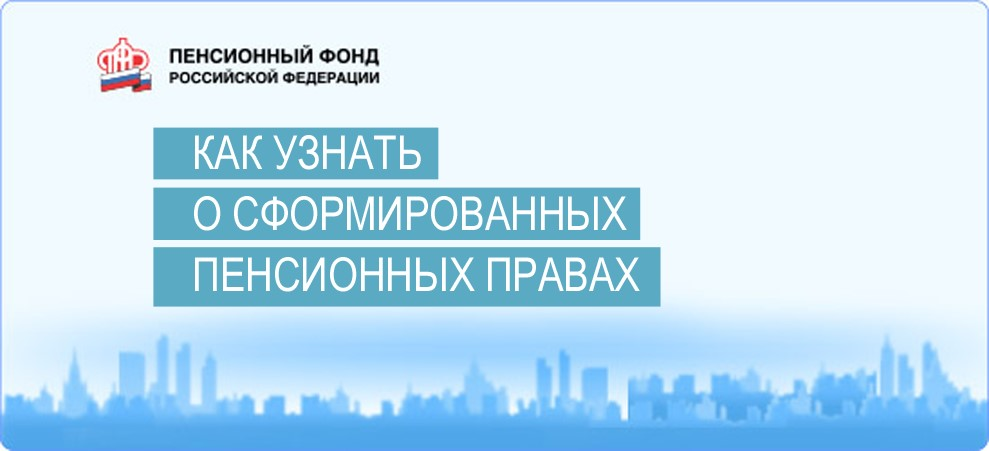 ПЕНСИОННЫЙ ФОНД
РОССИЙСКОЙ ФЕДЕРАЦИИ
КАК УЗНАТЬ
О СФОРМИРОВАННЫХ
ПЕНСИОННЫХ ПРАВАХ